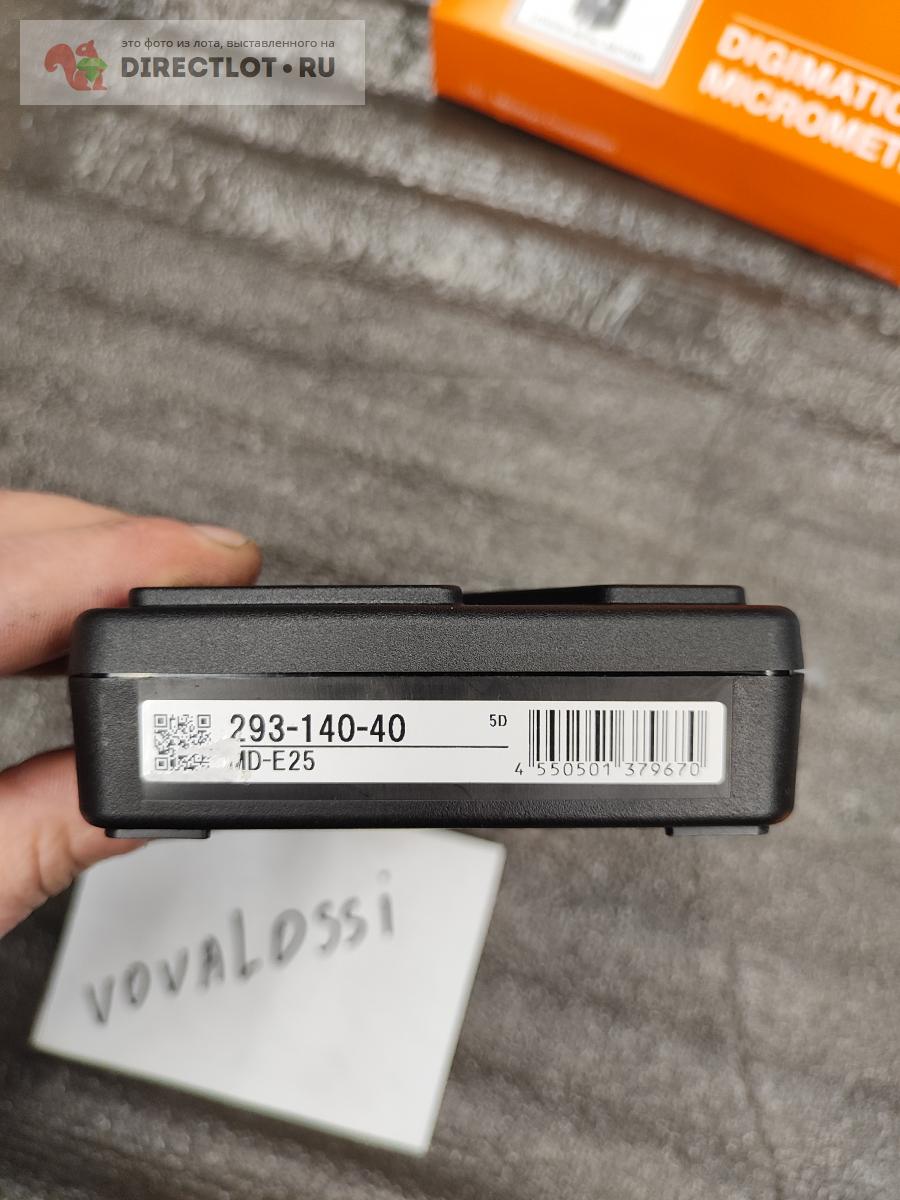 это фото из лота, выставленного на
DIRECTLOT.RU
DIGIMATIC
MICROMET
293-140-40
5D
MD-E25
4 550501 379670
vovALOssi